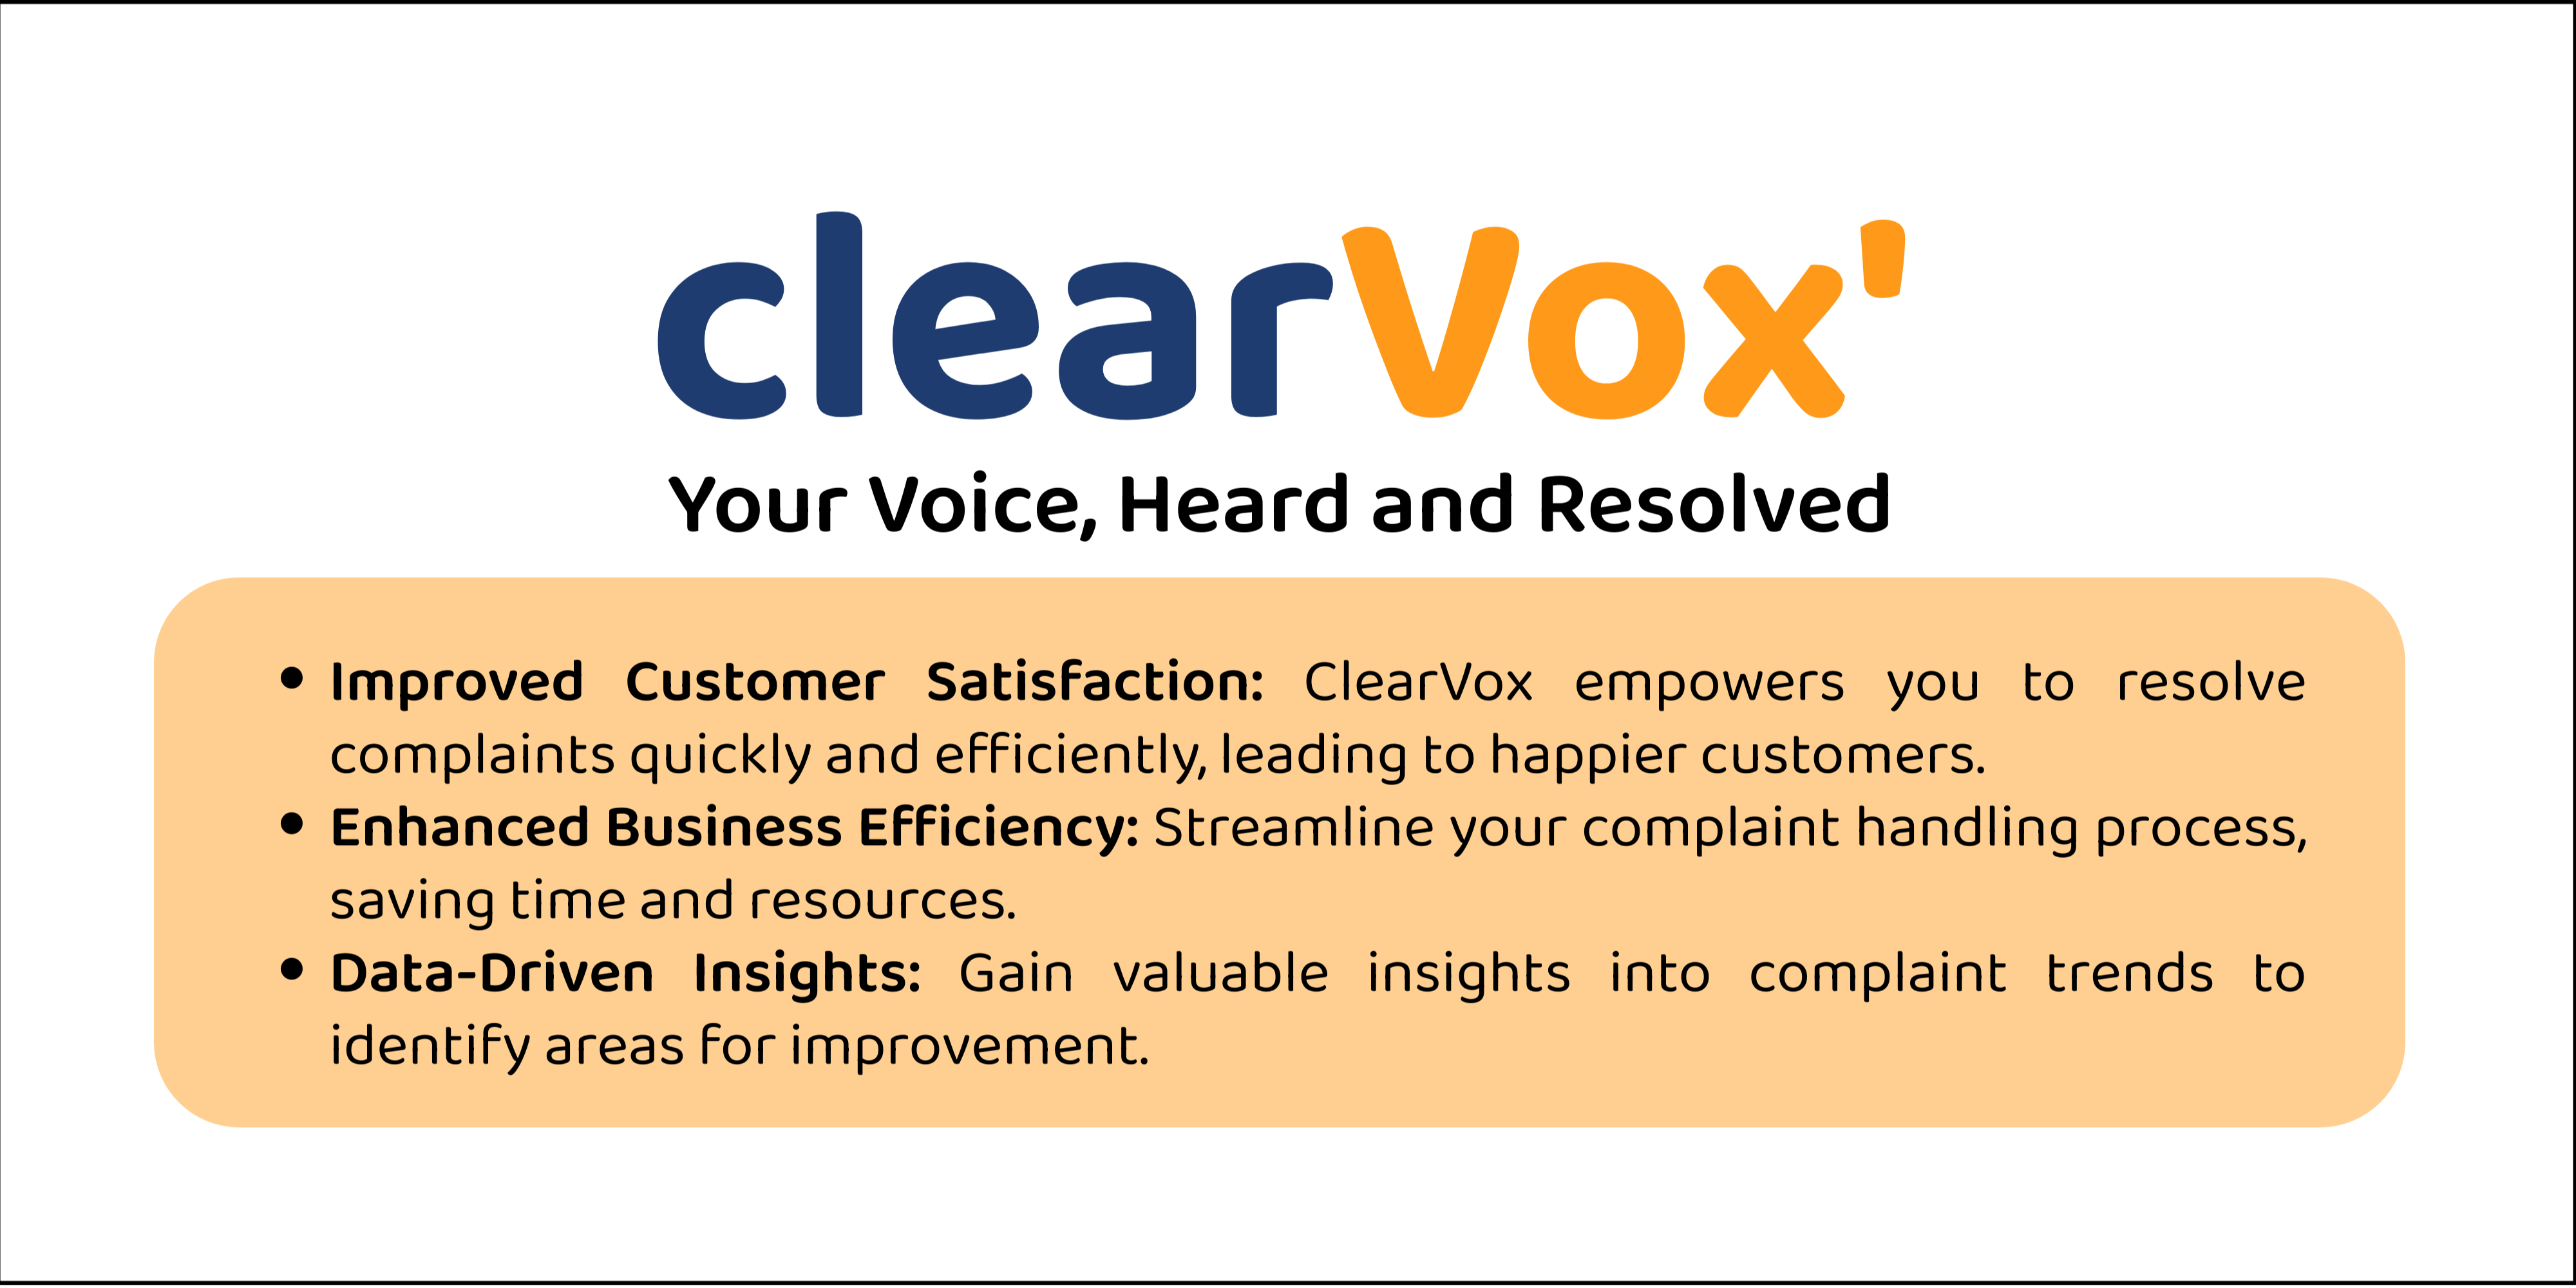 clearVox'
Your Voice, Heard and Resolved
• Improved Customer Satisfaction: ClearVox empowers you to resolve
complaints quickly and efficiently, leading to happier customers.
• Enhanced Business Efficiency: Streamline your complaint handling process,
saving time and resources.
• Data-Driven Insights: Gain valuable insights into complaint trends to
identify areas for improvement.